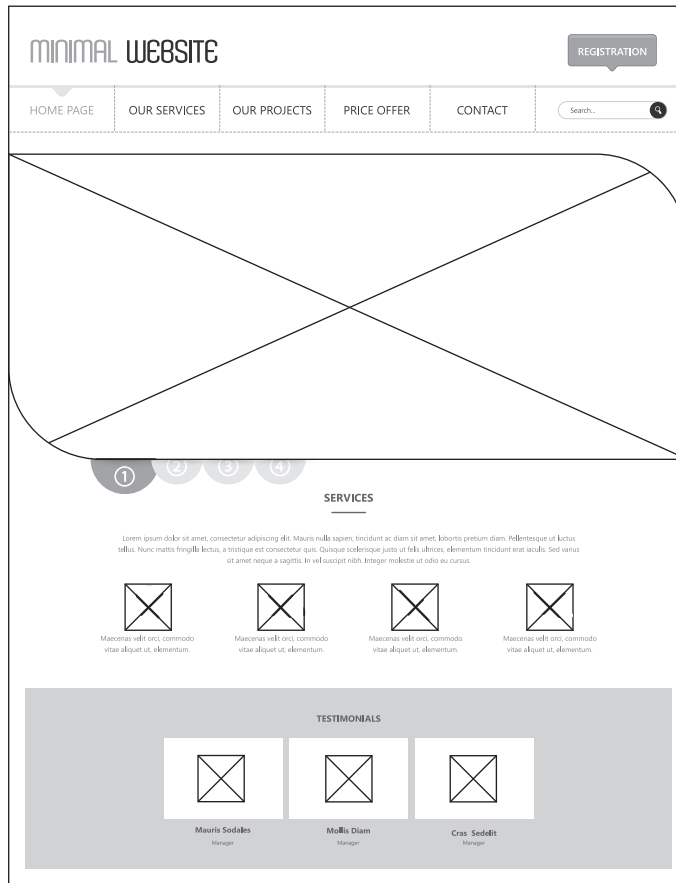 MINIMAL WEBSITE
REGISTRATION
HOME PAGE
OUR SERVICES
OUR PROJECTS
PRICE OFFER
CONTACT
Search...
1
2
3
4
SERVICES
Lorem ipsum dolor sit amet, consectetur adipiscing elit. Mauris nulla sapien, tincidunt ac diam sit amet, lobortis pretium diam. Pellentesque ut luctus
tellus. Nunc mattis fringilla lectus, a tristique est consectetur quis. Quisque scelerisque justo ut felis ultrices, elementum tincidunt erat iaculis. Sed varius
sit amet neque a sagittis. In vel suscipit nibh. Integer molestie ut odio eu cursus.
Maecenas velit orci, commodo
vitae aliquet ut, elementum.
Maecenas velit orci, commodo
vitae aliquet ut, elementum.
Maecenas velit orci, commodo
vitae aliquet ut, elementum.
Maecenas velit orci, commodo
vitae aliquet ut, elementum.
TESTIMONIALS
Mauris Sodales
Manager
Mollis Diam
Manager
Cras Sedelit
Manager